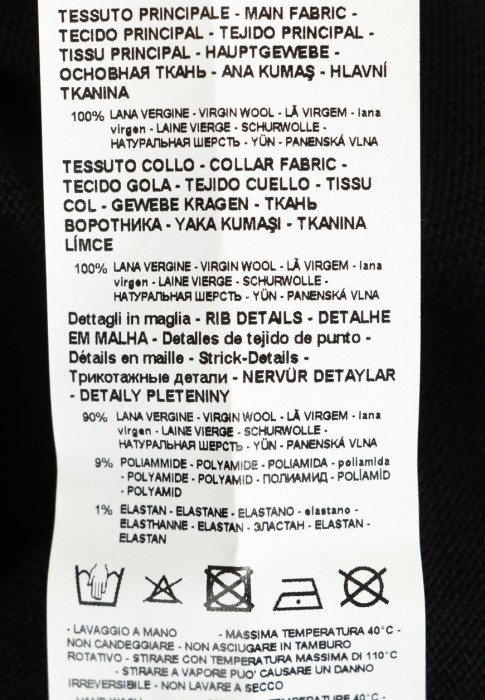 TESSUTO PRINCIPALE - MAIN FABRIC -
TECIDO PRINCIPAL - TEJIDO PRINCIPAL -
TISSU PRINCIPAL - HAUPTGEWEBE -
ОСНОВНАЯ ТКАНЬ - ANA KUMAŞ - HLAVNÍ
TKANINA
100% LANA VERGINE - VIRGIN WOOL - LÃ VIRGEM - lana
virgen - LAINE VIERGE - SCHURWOLLE -
НАТУРАЛЬНАЯ ШЕРСТЬ - YÜN - PANENSKÁ VLNA
TESSUTO COLLO - COLLAR FABRIC -
TECIDO GOLA - TEJIDO CUELLO - TISSU
COL - GEWEBE KRAGEN - ТКАНЬ
ВОРОТНИКА - YAKA KUMAŞI - TKANINA
LÍMCE
100% LANA VERGINE - VIRGIN WOOL - LÃ VIRGEM - lana
virgen - LAINE VIERGE - SCHURWOLLE -
НАТУРАЛЬНАЯ ШЕРСТЬ - YÜN - PANENSKÁ VLNA
Dettagli in maglia - RIB DETAILS - DETALHE
EM MALHA - Detalles de tejido de punto -
Détails en maille - Strick-Details -
Трикотажные детали - NERVÜR DETAYLAR
- DETAILY PLETENINY
90% LANA VERGINE - VIRGIN WOOL - LÃ VIRGEM - lana
virgen - LAINE VIERGE - SCHURWOLLE -
НАТУРАЛЬНАЯ ШЕРСТЬ - YÜN - PANENSKÁ VLNA
9% POLIAMMIDE - POLYAMIDE - POLIAMIDA - poliamida
- POLYAMIDE - POLYAMID - ПОЛИАМИД - POLİAMİD
- POLYAMID
1% ELASTAN - ELASTANE - ELASTANO - elastano -
ELASTHANNE - ELASTAN - ЭЛАСТАН - ELASTAN -
ELASTAN
- LAVAGGIO A MANO - MASSIMA TEMPERATURA 40°C -
NON CANDEGGIARE - NON ASCIUGARE IN TAMBURO
ROTATIVO - STIRARE CON TEMPERATURA MASSIMA DI 110°C
- STIRARE A VAPORE PUO' CAUSARE UN DANNO
IRREVERSIBILE - NON LAVARE A SECCO
TEMPERATURE 40°C -